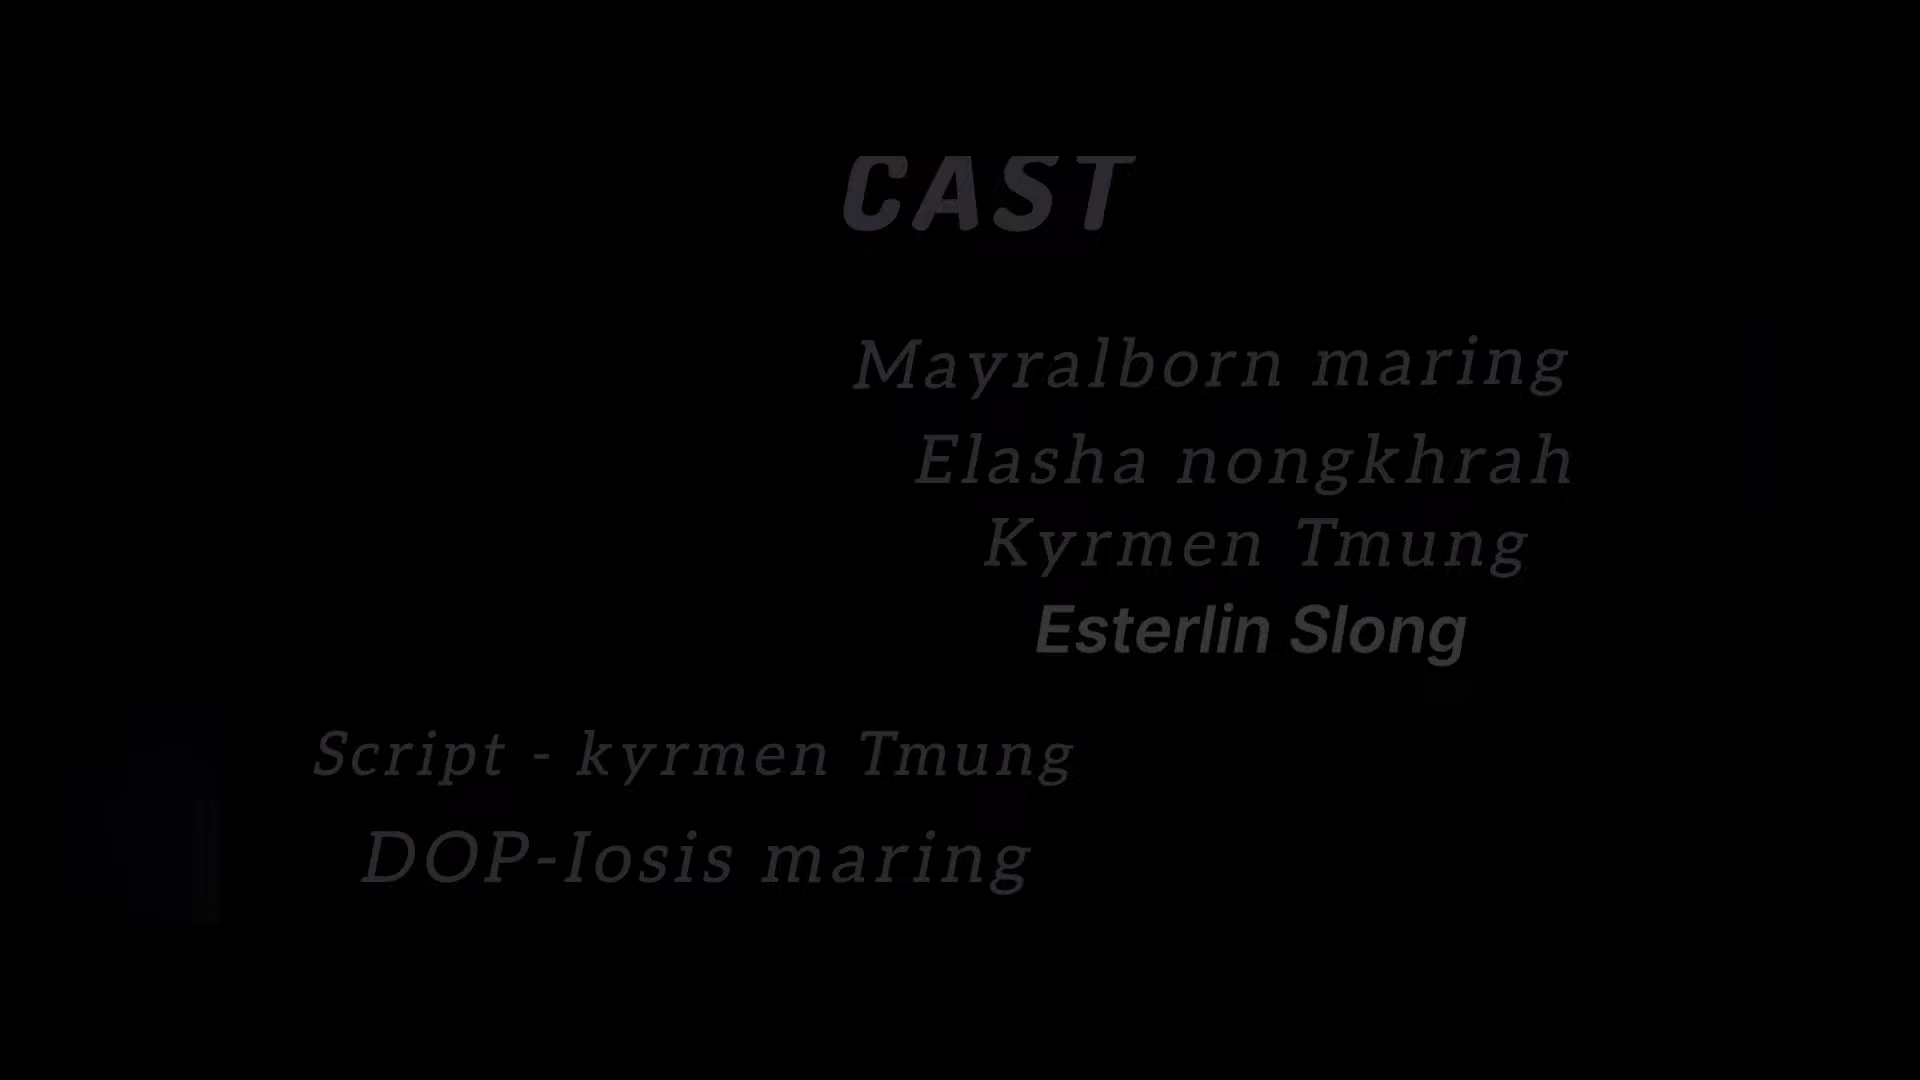 CAST
Mayralborn maring
Elasha nongkhrah
Kyrmen Tmung
Esterlin Slong
Script - kyrmen Tmung
DOP-Iosis maring